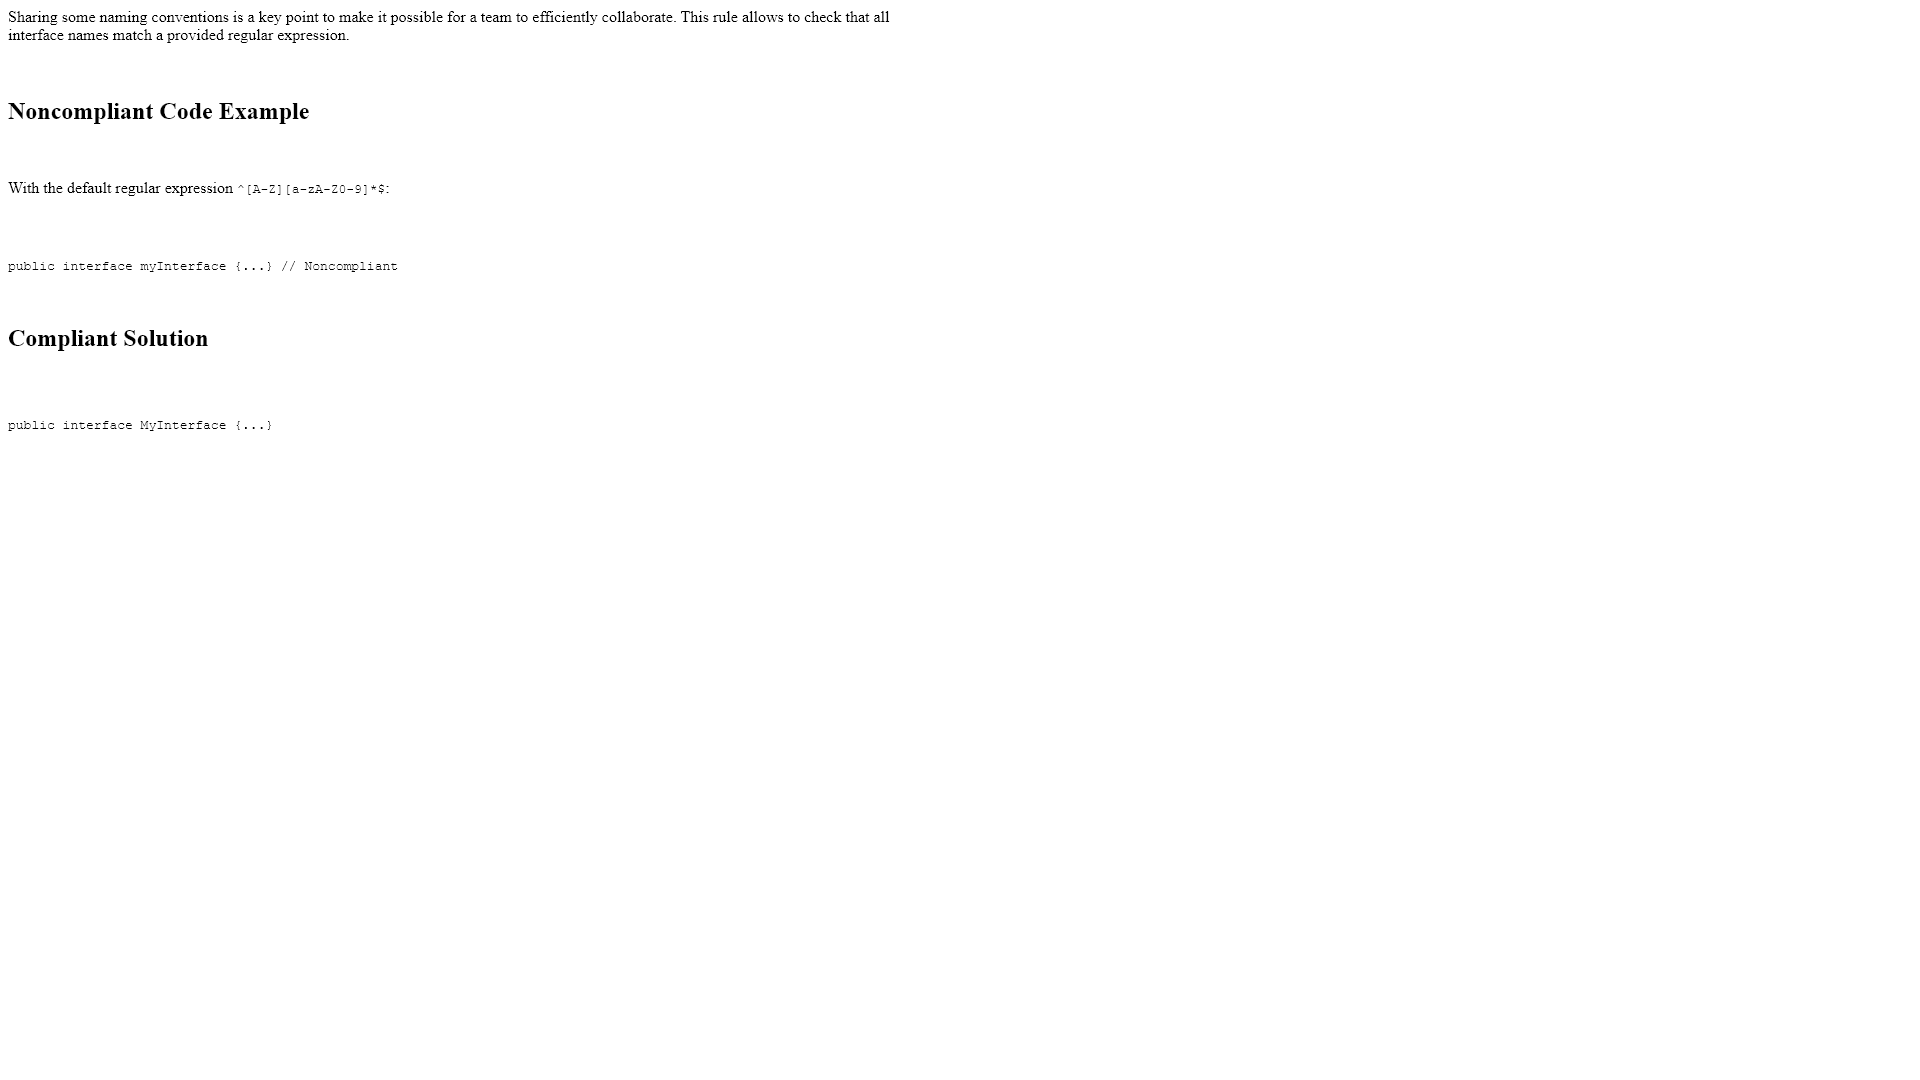 Sharing some naming conventions is a key point to make it possible for a team to efficiently collaborate. This rule allows to check that all
interface names match a provided regular expression.
Noncompliant Code Example
With the default regular expression ^[A-Z][a-zA-Z0-9]*$:
public interface myInterface {...} // Noncompliant
Compliant Solution
public interface MyInterface {...}